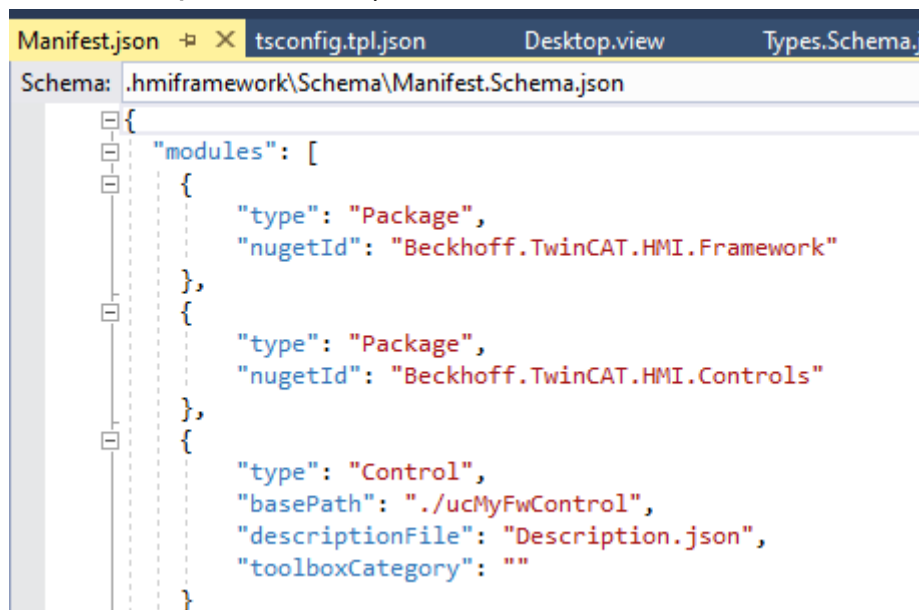 Manifest.json tsconfig.tpl.json Desktop.view Types.Schema.j
Schema: .hmiframework\Schema\Manifest.Schema.json
{
"modules": [
{
"type": "Package",
"nugetId": "Beckhoff.TwinCAT.HMI.Framework"
},
{
"type": "Package",
"nugetId": "Beckhoff.TwinCAT.HMI.Controls"
},
{
"type": "Control",
"basePath": "./ucMyFwControl",
"descriptionFile": "Description.json",
"toolboxCategory": ""
}